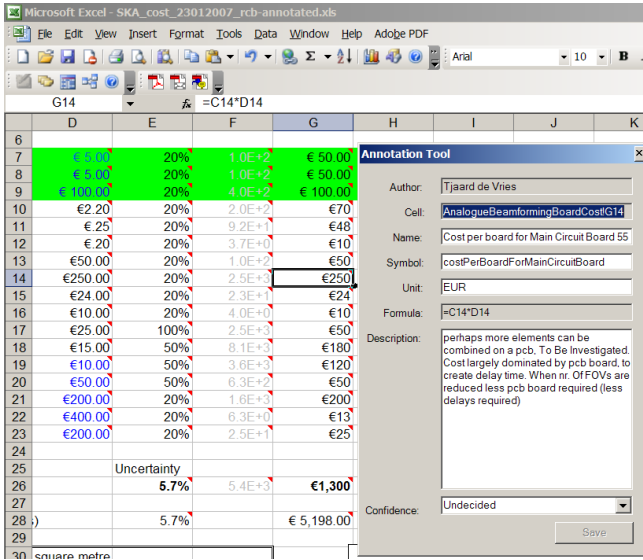 Microsoft Excel - SKA_cost_23012007_rcb-annotated.xls
File Edit View Insert Format Tools Data Window Help Adobe PDF
Arial 10 B
G14 fx =C14*D14
D E F G H I J K
6
7 € 5.00 20% 1.0E+2 € 50.00
8 € 5.00 20% 1.0E+2 € 50.00
9 € 100.00 20% 4.0E+2 € 100.00
10 €2.20 20% 2.0E+2 €70
11 €.25 20% 9.2E+1 €48
12 €.20 20% 3.7E+0 €10
13 €50.00 20% 1.0E+2 €50
14 €250.00 20% 2.5E+3 €250
15 €24.00 20% 2.3E+1 €24
16 €10.00 20% 4.0E+0 €10
17 €25.00 100% 2.5E+3 €50
18 €15.00 50% 8.1E+3 €180
19 €10.00 50% 3.6E+3 €120
20 €50.00 50% 6.3E+2 €50
21 €200.00 20% 1.6E+3 €200
22 €400.00 20% 6.3E+0 €13
23 €200.00 20% 2.5E+1 €25
24
25 Uncertainty
26 5.7% 5.4E+3 €1,300
27
28 s) 5.7% € 5,198.00
29
30 square metre
Annotation Tool
Author: Tjaard de Vries
Cell: AnalogueBeamformingBoardCost!G14
Name: Cost per board for Main Circuit Board 55
Symbol: costPerBoardForMainCircuitBoard
Unit: EUR
Formula: =C14*D14
Description: perhaps more elements can be
combined on a pcb, To Be Investigated.
Cost largely dominated by pcb board, to
create delay time. When nr. Of FOVs are
reduced less pcb board required (less
delays required)
Confidence: Undecided
Save